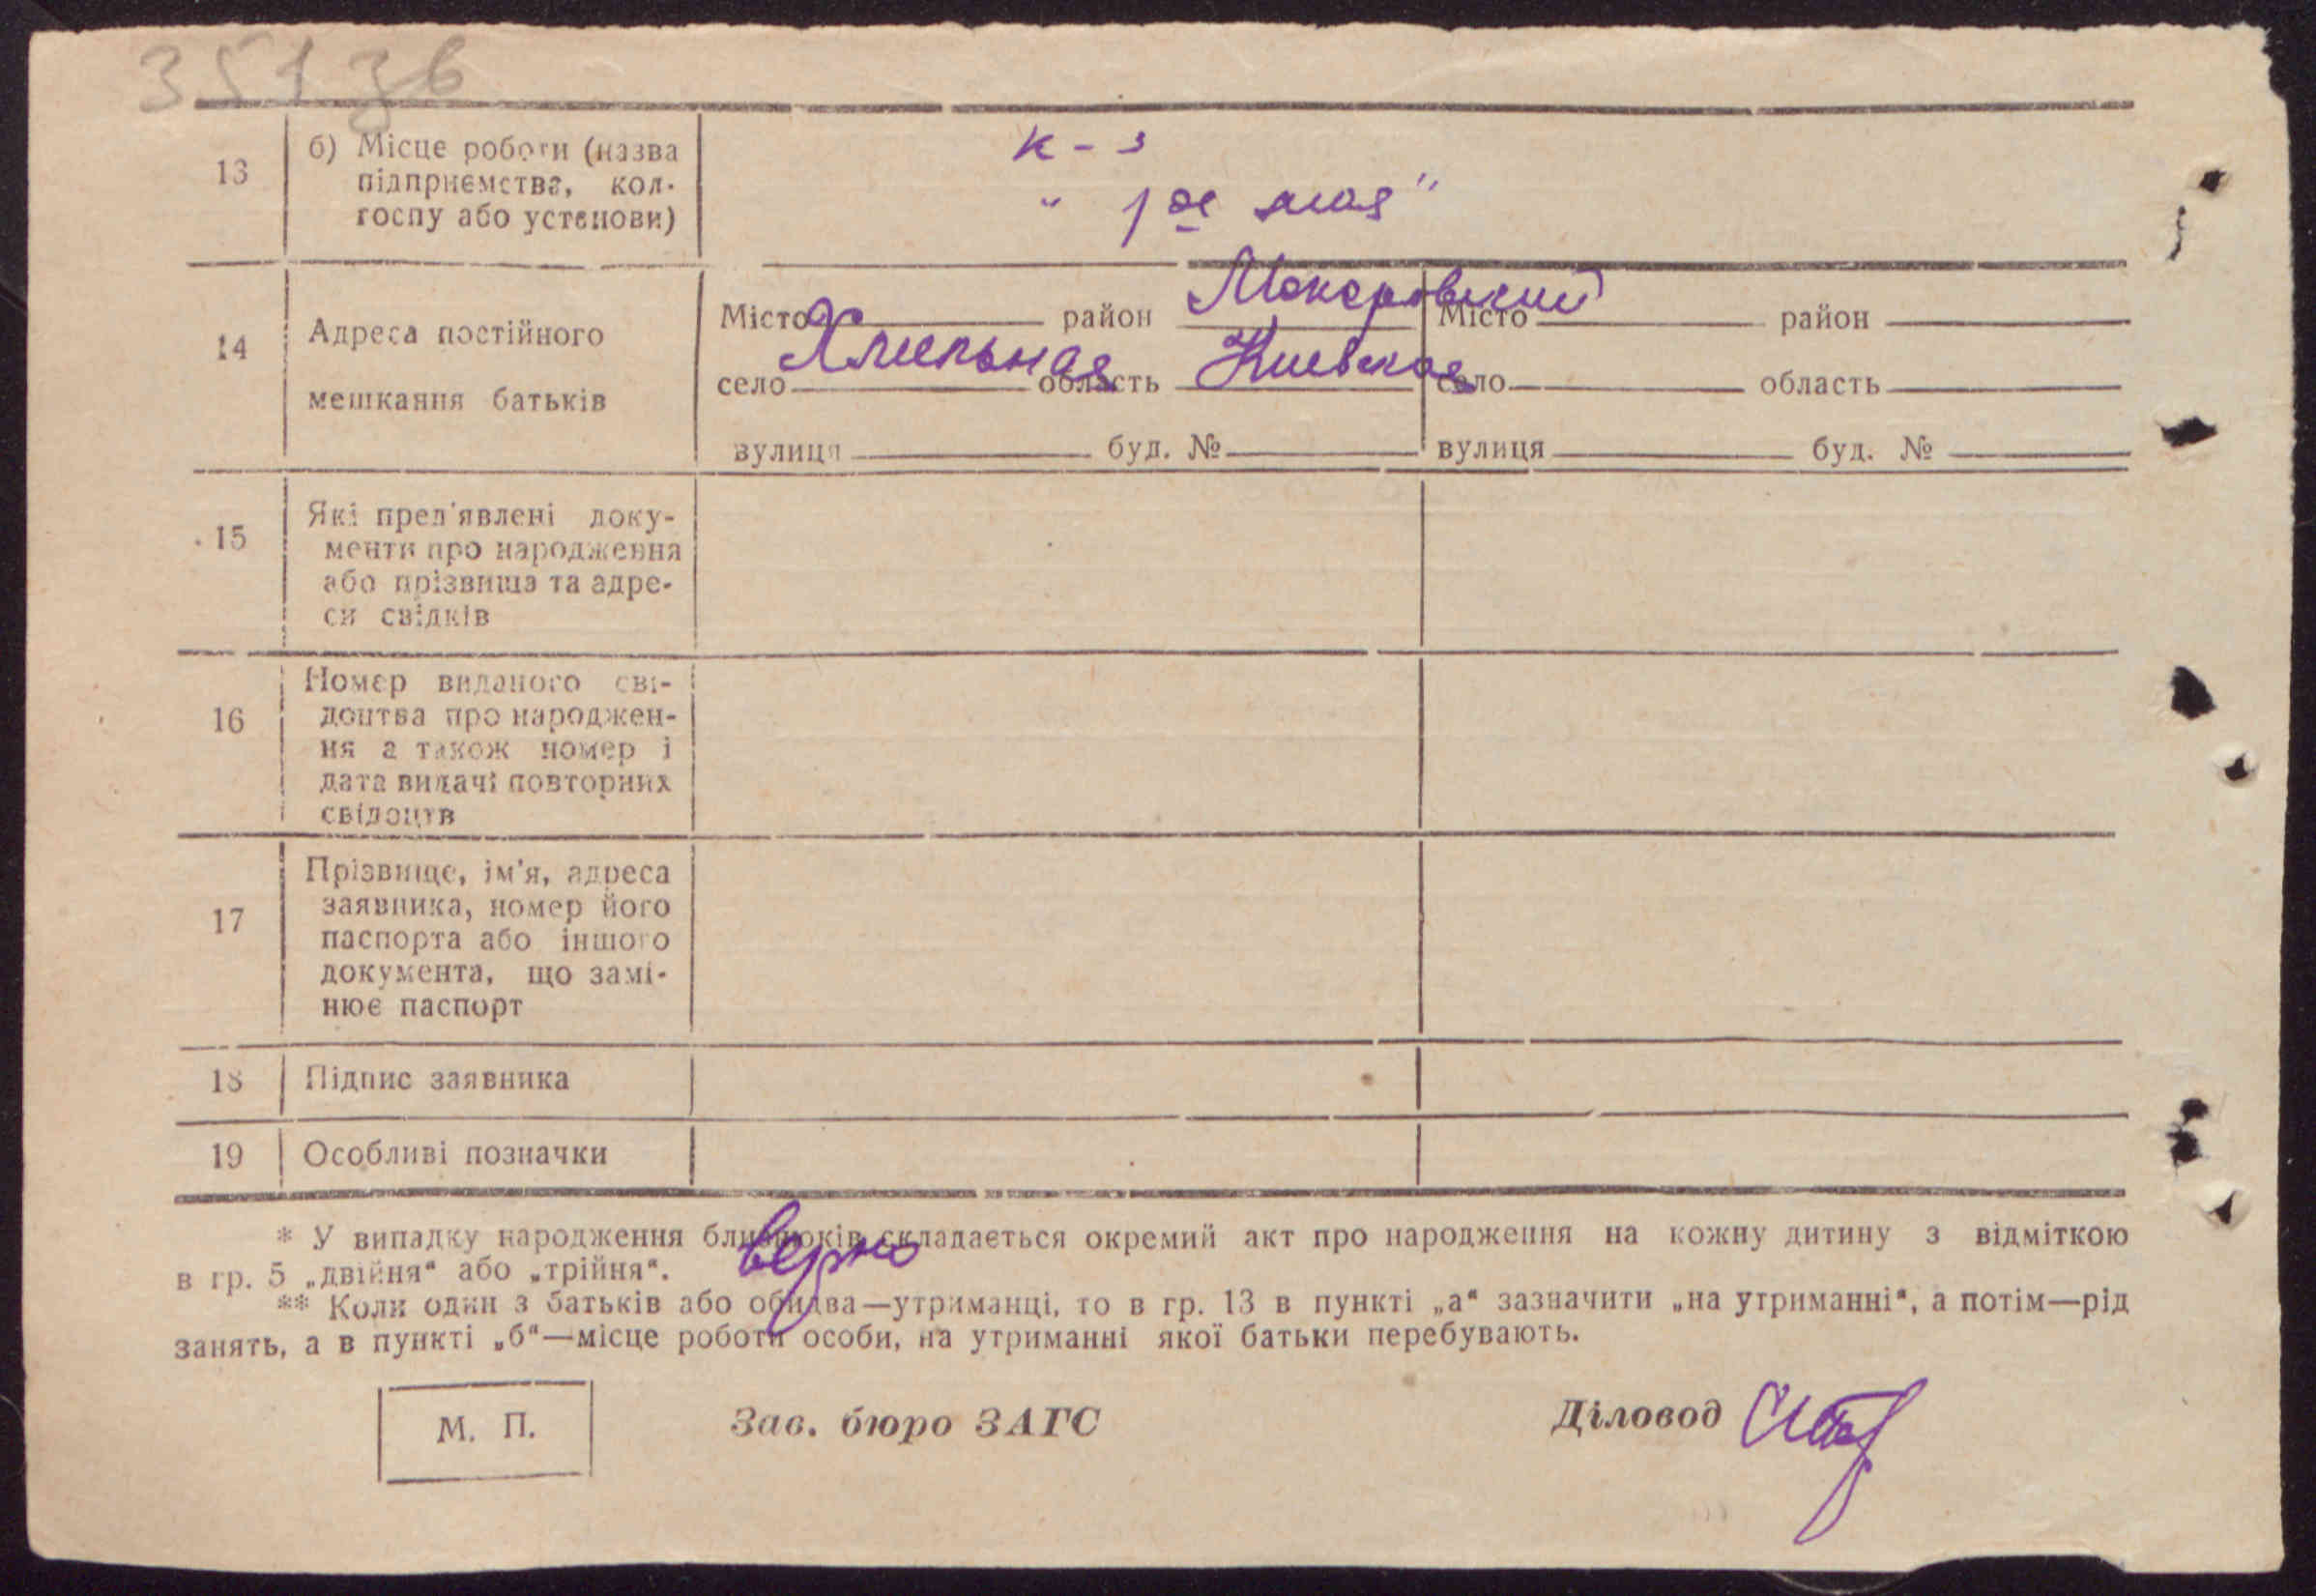 35136
13 б) Місце роботи (назва
підприємства, кол-
госпу або установи)
к-з
" 1ое мая"
14 Адреса постійного
мешкання батьків
Місто район Макаровский Місто район
село Хмельная область Киевская село область
вулиця буд. № вулиця буд. №
15 Які пред'явлені доку-
менти про народження
або прізвища та адре-
си свідків
16 Номер виданого сві-
доцтва про народжен-
ня а також номер і
дата видачі повторних
свідоцтв
17 Прізвище, ім'я, адреса
заявника, номер його
паспорта або іншого
документа, що замі-
нює паспорт
18 Підпис заявника
19 Особливі позначки
* У випадку народження близнюків складається окремий акт про народження на кожну дитину з відміткою
верно
в гр. 5 „двійня“ або „трійня“.
** Коли один з батьків або обидва—утриманці, то в гр. 13 в пункті „а“ зазначити „на утриманні“, а потім—рід
занять, а в пункті „б“—місце роботи особи, на утриманні якої батьки перебувають.
М. П. Зав. бюро ЗАГС Діловод